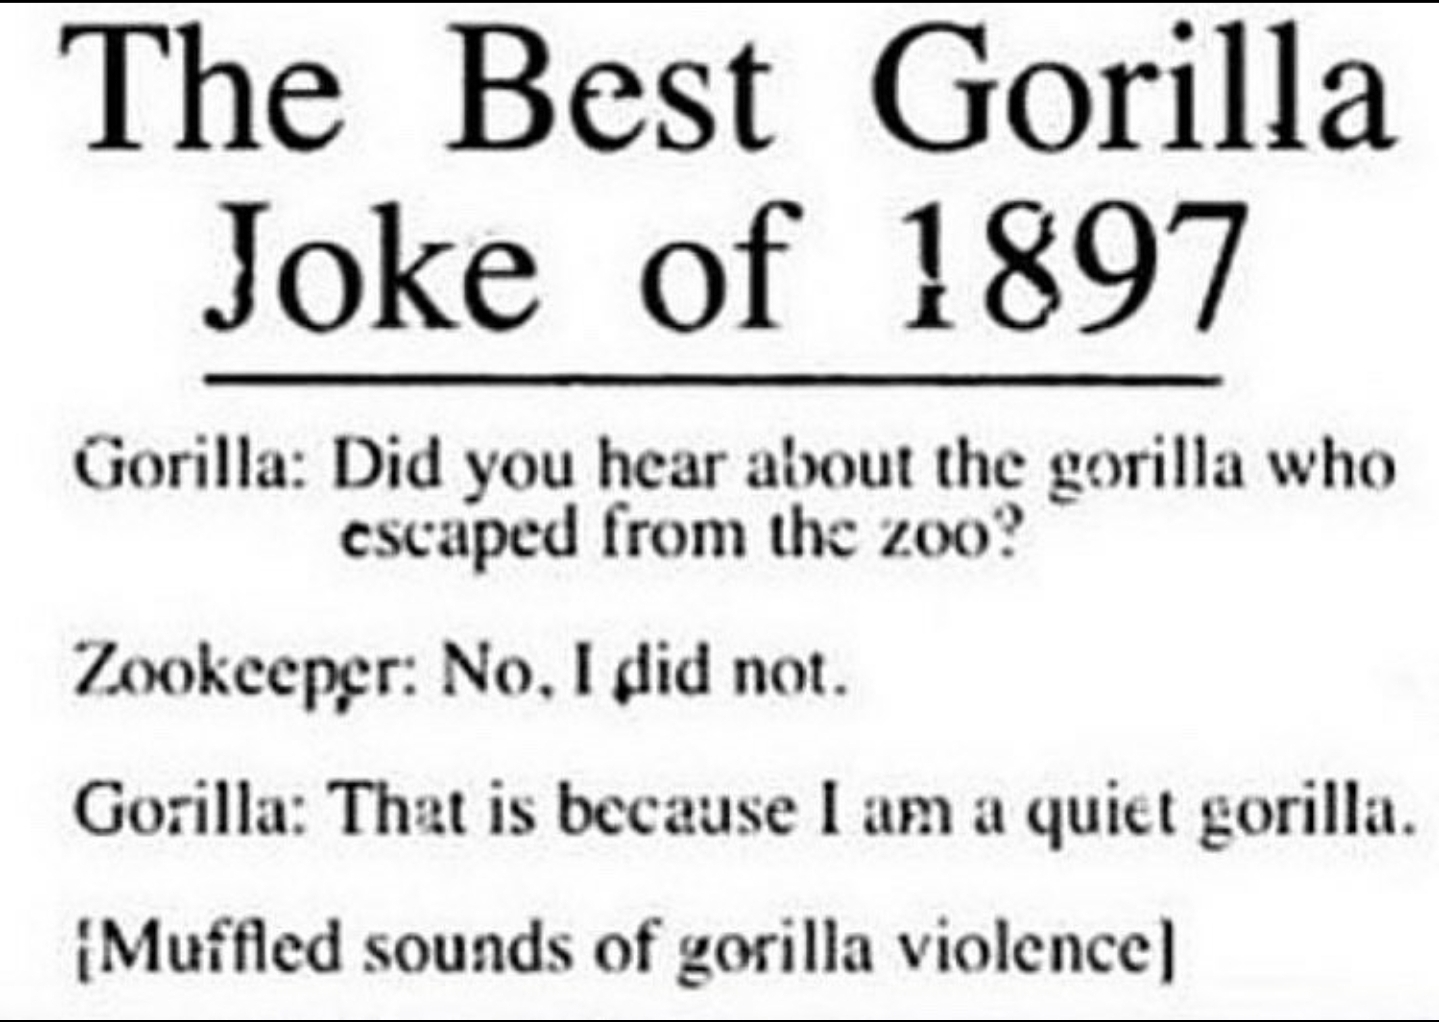 The Best Gorilla
Joke of 1897
Gorilla: Did you hear about the gorilla who
escaped from the zoo?
Zookeeper: No, I did not.
Gorilla: That is because I am a quiet gorilla.
[Muffled sounds of gorilla violence]